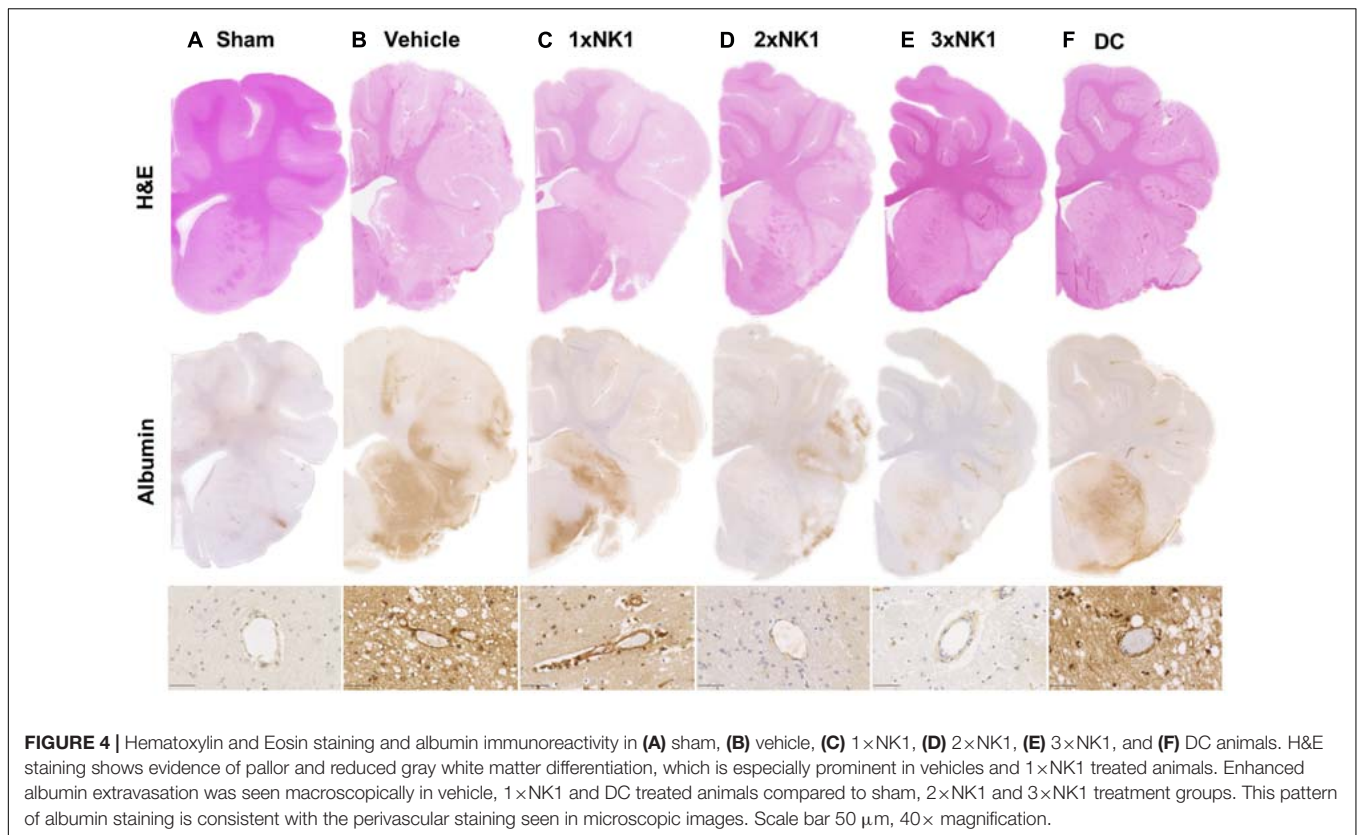 A Sham B Vehicle C 1xNK1 D 2xNK1 E 3xNK1 F DC
H&E
Albumin
FIGURE 4 | Hematoxylin and Eosin staining and albumin immunoreactivity in (A) sham, (B) vehicle, (C) 1×NK1, (D) 2×NK1, (E) 3×NK1, and (F) DC animals. H&E
staining shows evidence of pallor and reduced gray white matter differentiation, which is especially prominent in vehicles and 1×NK1 treated animals. Enhanced
albumin extravasation was seen macroscopically in vehicle, 1×NK1 and DC treated animals compared to sham, 2×NK1 and 3×NK1 treatment groups. This pattern
of albumin staining is consistent with the perivascular staining seen in microscopic images. Scale bar 50 μm, 40× magnification.